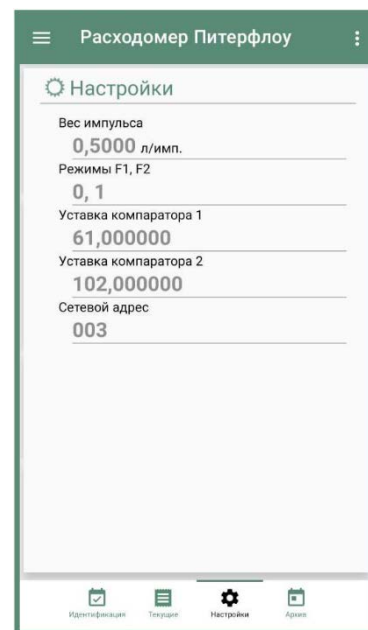 Расходомер Питерфлоу
Настройки
Вес импульса
0,5000 л/имп.
Режимы F1, F2
0, 1
Уставка компаратора 1
61,000000
Уставка компаратора 2
102,000000
Сетевой адрес
003
Идентификация Текущие Настройки Архив